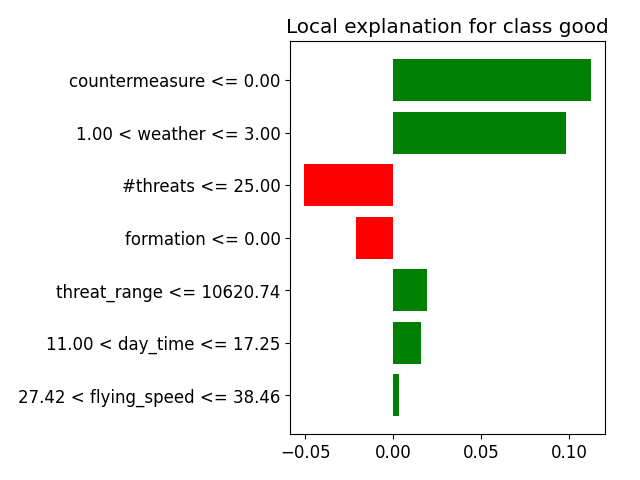 Local explanation for class good
countermeasure <= 0.00
1.00 < weather <= 3.00
#threats <= 25.00
formation <= 0.00
threat_range <= 10620.74
11.00 < day_time <= 17.25
27.42 < flying_speed <= 38.46
−0.05 0.00 0.05 0.10